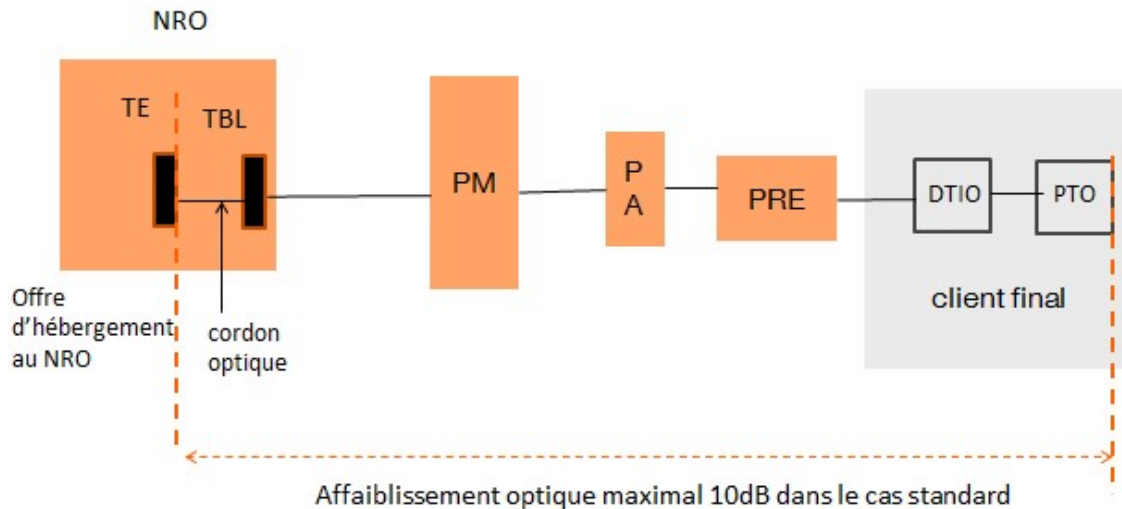 NRO
TE
TBL
PM
P
A
PRE
DTIO
PTO
client final
Offre
d'hébergement
au NRO
cordon
optique
Affaiblissement optique maximal 10dB dans le cas standard